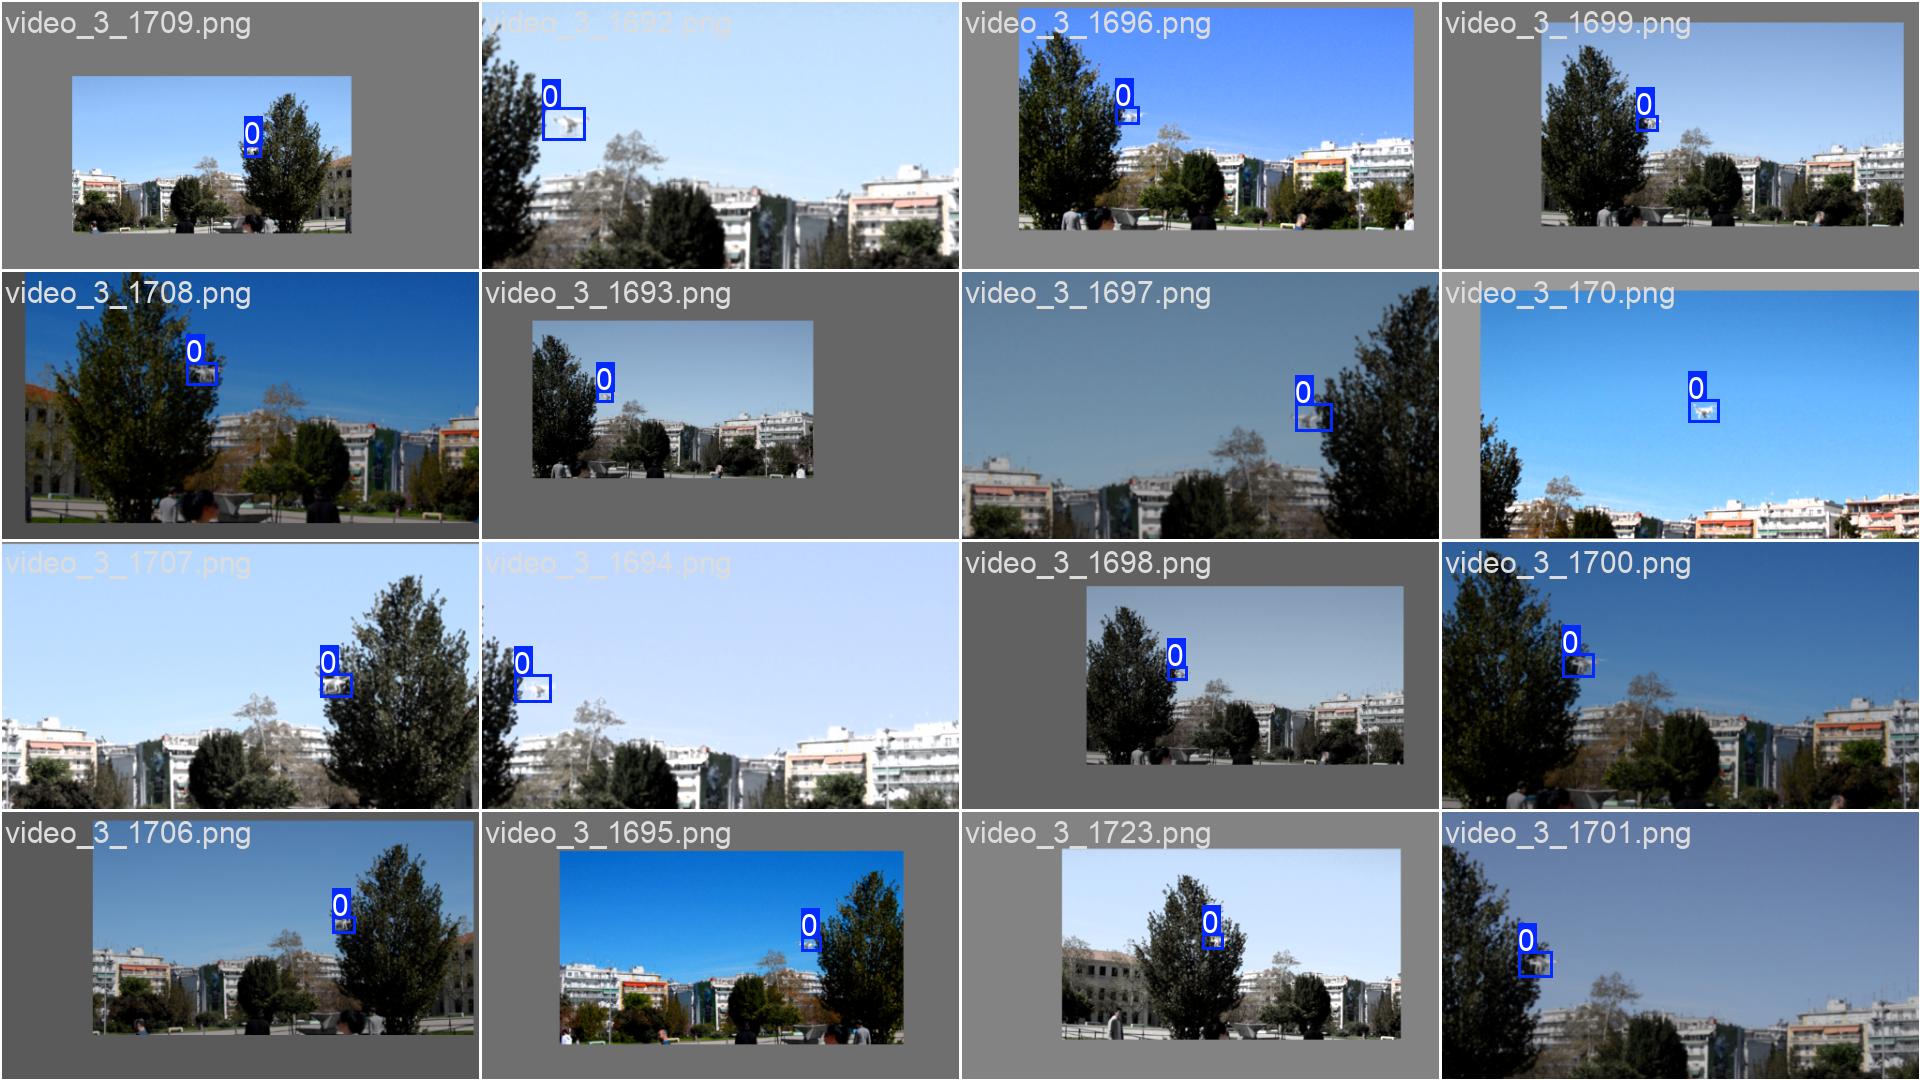 video_3_1709.png
video_3_1692.png
video_3_1696.png
video_3_1699.png
0
0
0
0
video_3_1708.png
video_3_1693.png
video_3_1697.png
video_3_170.png
0
0
0
0
video_3_1707.png
video_3_1694.png
video_3_1698.png
video_3_1700.png
0
0
0
0
video_3_1706.png
video_3_1695.png
video_3_1723.png
video_3_1701.png
0
0
0
0